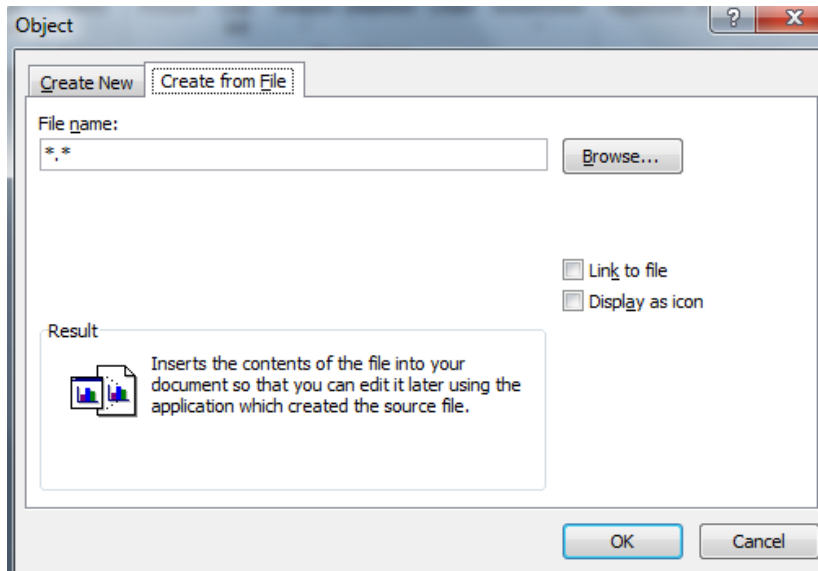 Object
?
X
Create New
Create from File
File name:
*.*
Browse...
Link to file
Display as icon
Result
Inserts the contents of the file into your
document so that you can edit it later using the
application which created the source file.
OK
Cancel